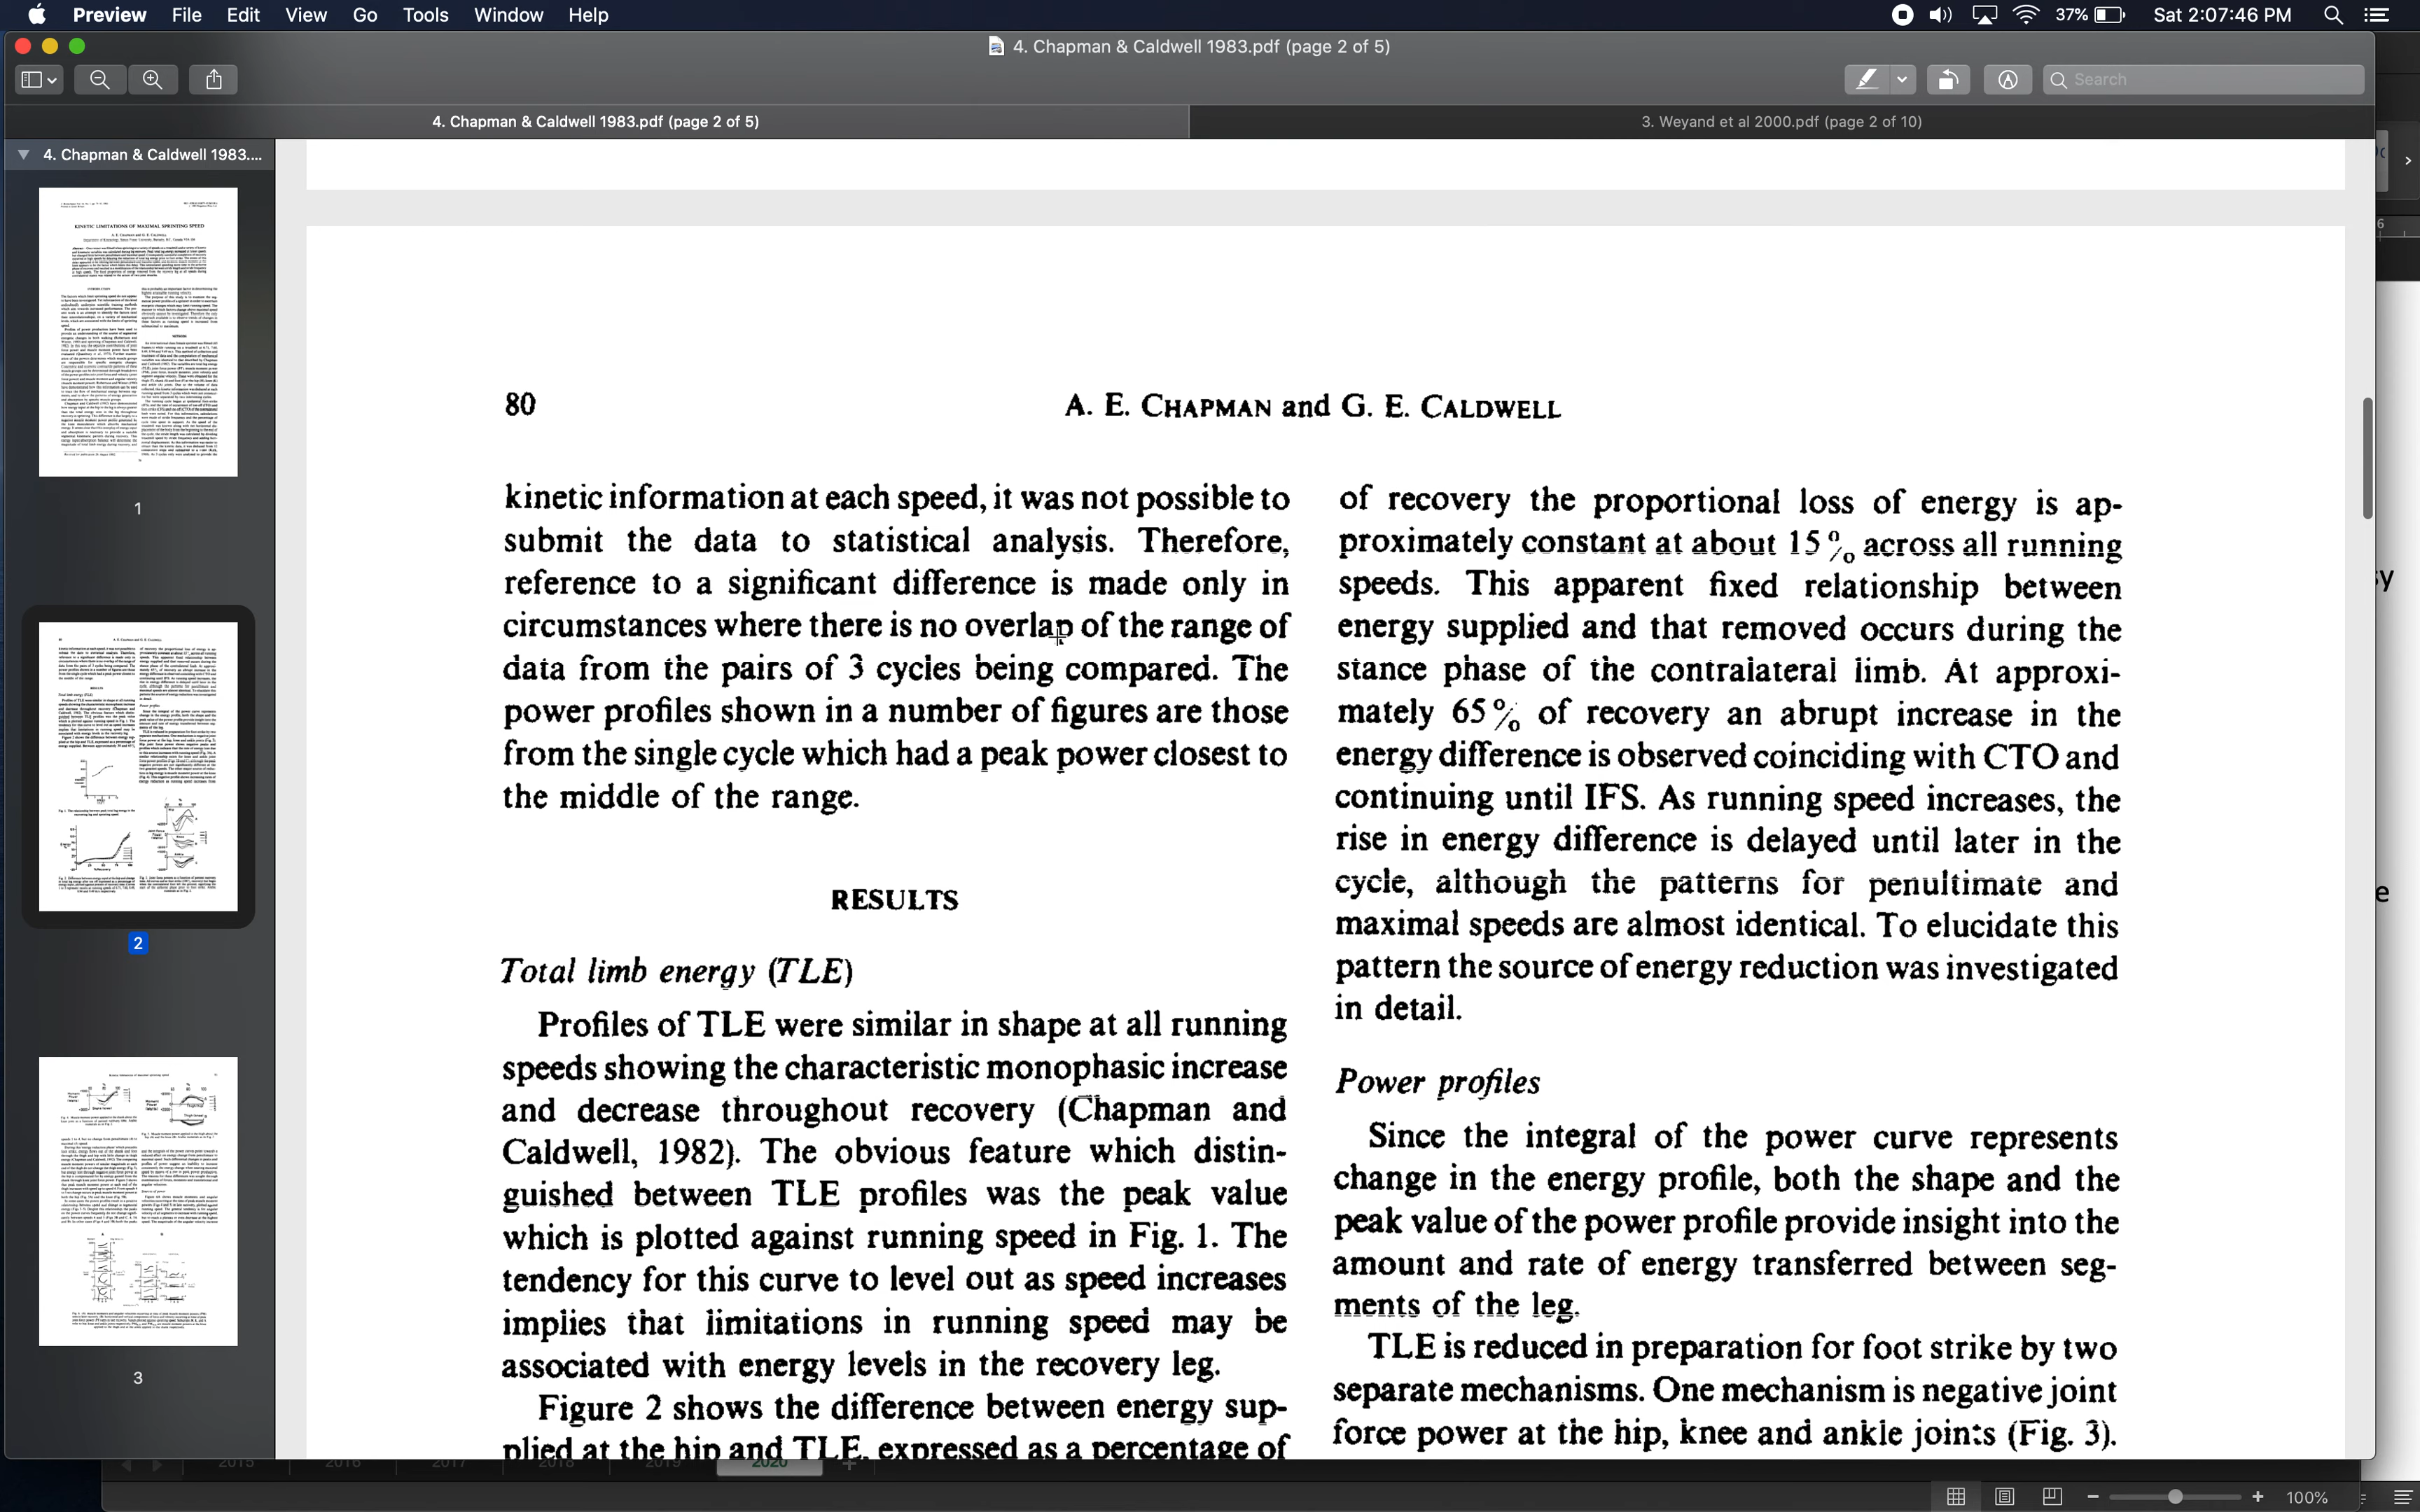 Preview File Edit View Go Tools Window Help
37% Sat 2:07:46 PM
4. Chapman & Caldwell 1983.pdf (page 2 of 5)
Search
4. Chapman & Caldwell 1983.pdf (page 2 of 5)
3. Weyand et al 2000.pdf (page 2 of 10)
4. Chapman & Caldwell 1983....
KINETIC LIMITATIONS OF MAXIMAL SPRINTING SPEED
1
2
3
80
A. E. CHAPMAN and G. E. CALDWELL
kinetic information at each speed, it was not possible to
submit the data to statistical analysis. Therefore,
reference to a significant difference is made only in
circumstances where there is no overlap of the range of
data from the pairs of 3 cycles being compared. The
power profiles shown in a number of figures are those
from the single cycle which had a peak power closest to
the middle of the range.
RESULTS
Total limb energy (TLE)
Profiles of TLE were similar in shape at all running
speeds showing the characteristic monophasic increase
and decrease throughout recovery (Chapman and
Caldwell, 1982). The obvious feature which distin-
guished between TLE profiles was the peak value
which is plotted against running speed in Fig. 1. The
tendency for this curve to level out as speed increases
implies that limitations in running speed may be
associated with energy levels in the recovery leg.
Figure 2 shows the difference between energy sup-
plied at the hip and TLE, expressed as a percentage of
of recovery the proportional loss of energy is ap-
proximately constant at about 15% across all running
speeds. This apparent fixed relationship between
energy supplied and that removed occurs during the
stance phase of the contralateral limb. At approxi-
mately 65% of recovery an abrupt increase in the
energy difference is observed coinciding with CTO and
continuing until IFS. As running speed increases, the
rise in energy difference is delayed until later in the
cycle, although the patterns for penultimate and
maximal speeds are almost identical. To elucidate this
pattern the source of energy reduction was investigated
in detail.
Power profiles
Since the integral of the power curve represents
change in the energy profile, both the shape and the
peak value of the power profile provide insight into the
amount and rate of energy transferred between seg-
ments of the leg.
TLE is reduced in preparation for foot strike by two
separate mechanisms. One mechanism is negative joint
force power at the hip, knee and ankle joints (Fig. 3).
2015 2016 2017 2018 2019 2020
100%